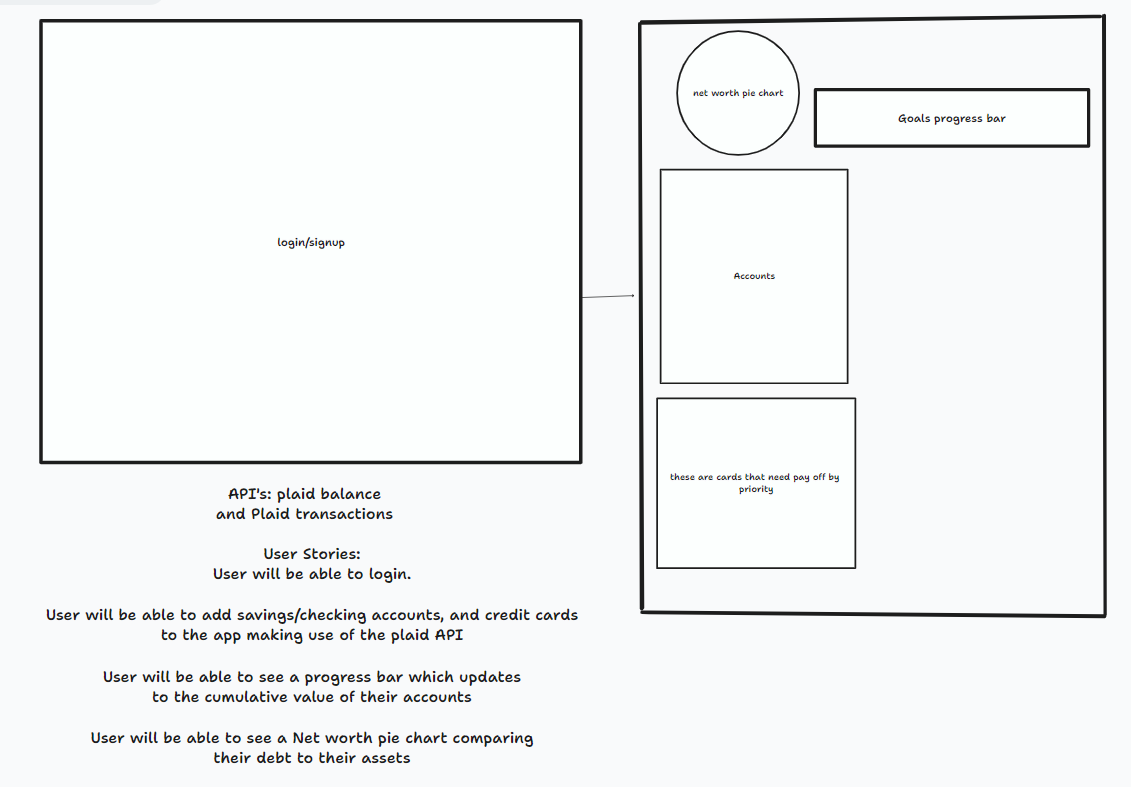 login/signup
API's: plaid balance
and Plaid transactions
User Stories:
User will be able to login.
User will be able to add savings/checking accounts, and credit cards
to the app making use of the plaid API
User will be able to see a progress bar which updates
to the cumulative value of their accounts
User will be able to see a Net worth pie chart comparing
their debt to their assets
net worth pie chart
Goals progress bar
Accounts
these are cards that need pay off by
priority